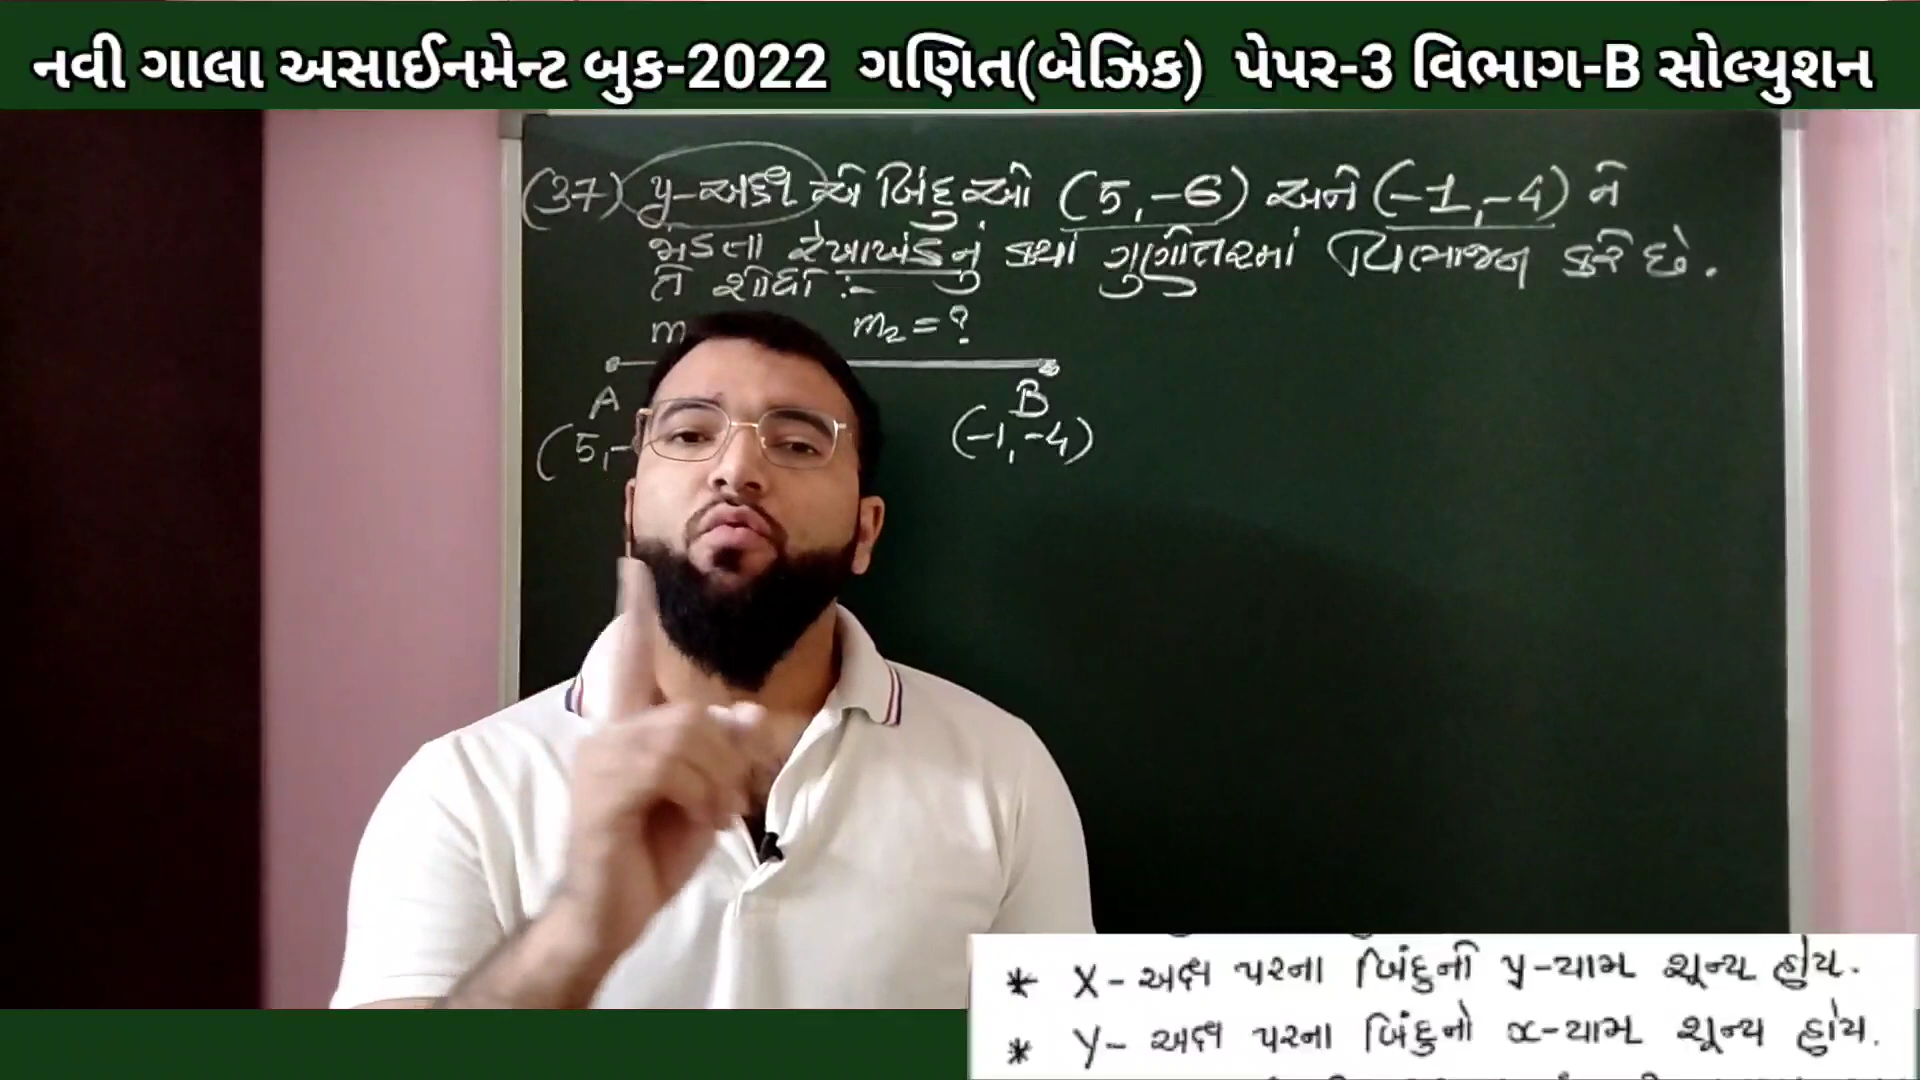 નવી ગાલા અસાઈનમેન્ટ બુક-2022 ગણિત(બેઝિક) પેપર-3 વિભાગ-B સોલ્યુશન
(37) y-અક્ષ એ બિંદુઓ (5,-6) અને (-1,-4) ને
જોડતા રેખાખંડનું કયા ગુણોત્તરમાં વિભાજન કરે છે.
તે શોધો :-
m m₂ = ?
A B
(5,- (-1,-4)
* X- અક્ષ પરના બિંદુની y-યામ શૂન્ય હોય.
* Y- અક્ષ પરના બિંદુનો x-યામ શૂન્ય હોય.